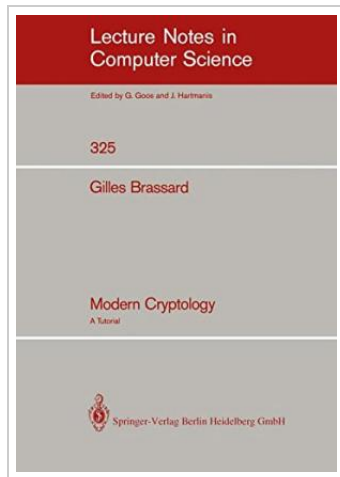 Lecture Notes in
Computer Science
Edited by G. Goos and J. Hartmanis
325
Gilles Brassard
Modern Cryptology
A Tutorial
Springer-Verlag Berlin Heidelberg GmbH